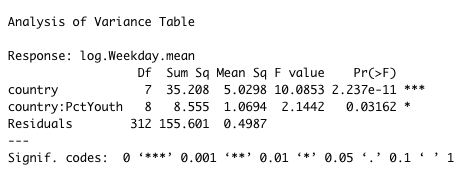 Analysis of Variance Table
Response: log.Weekday.mean
Df Sum Sq Mean Sq F value Pr(>F)
country 7 35.208 5.0298 10.0853 2.237e-11 ***
country:PctYouth 8 8.555 1.0694 2.1442 0.03162 *
Residuals 312 155.601 0.4987
---
Signif. codes: 0 ‘***’ 0.001 ‘**’ 0.01 ‘*’ 0.05 ‘.’ 0.1 ‘ ’ 1